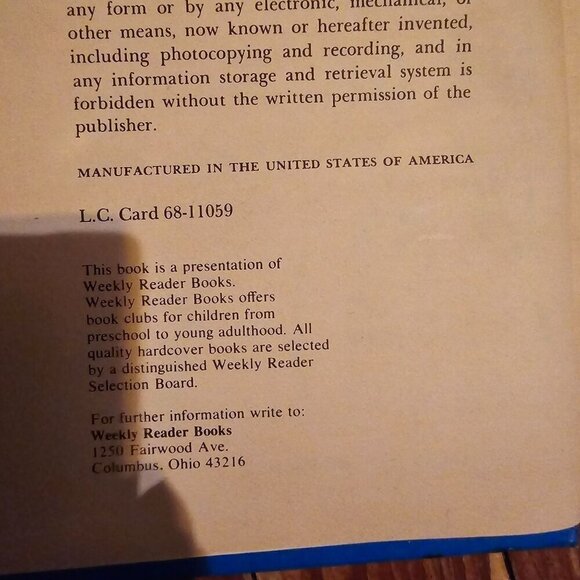 any form or by any electronic, mechanical, or
other means, now known or hereafter invented,
including photocopying and recording, and in
any information storage and retrieval system is
forbidden without the written permission of the
publisher.
MANUFACTURED IN THE UNITED STATES OF AMERICA
L.C. Card 68-11059
This book is a presentation of
Weekly Reader Books.
Weekly Reader Books offers
book clubs for children from
preschool to young adulthood. All
quality hardcover books are selected
by a distinguished Weekly Reader
Selection Board.
For further information write to:
Weekly Reader Books
1250 Fairwood Ave.
Columbus, Ohio 43216